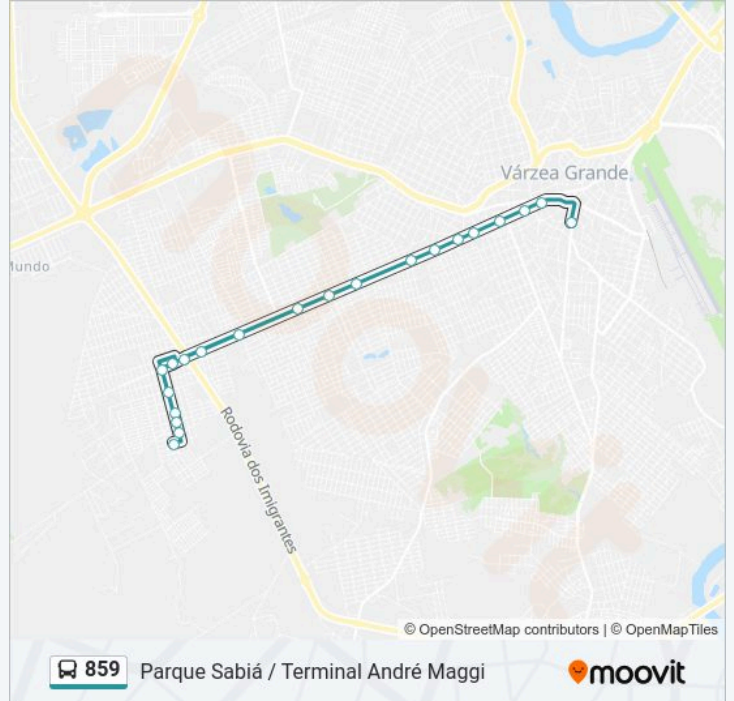 Várzea Grande
Mundo
Rodovia dos Imigrantes
© OpenStreetMap contributors | © OpenMapTiles
859 Parque Sabiá / Terminal André Maggi
moovit